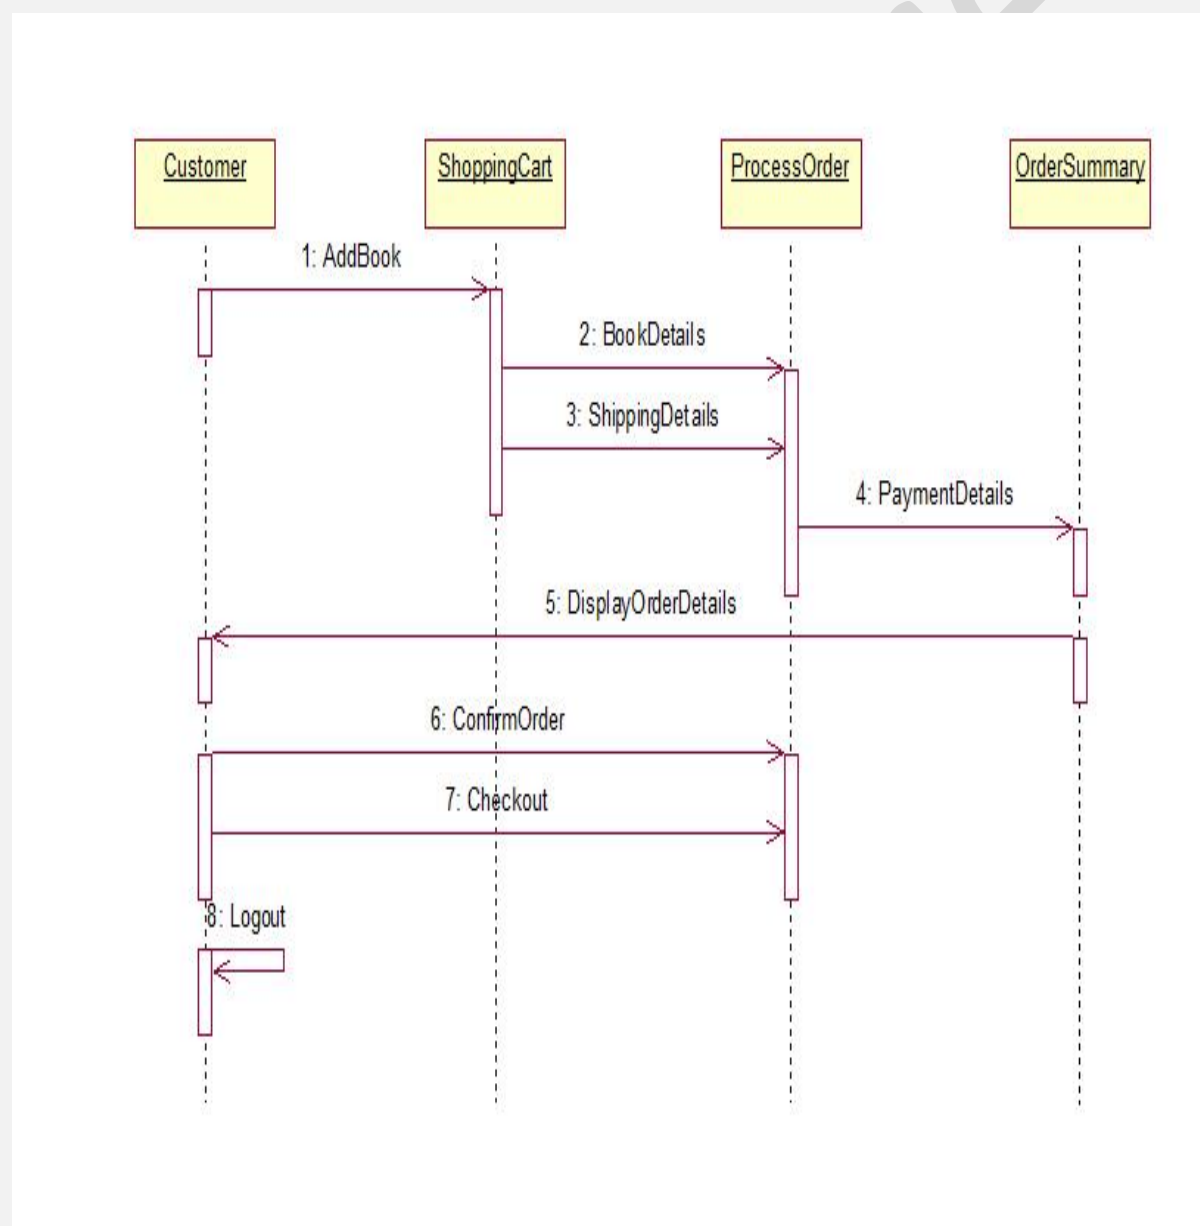 Customer
ShoppingCart
ProcessOrder
OrderSummary
1: AddBook
2: BookDetails
3: ShippingDetails
4: PaymentDetails
5: DisplayOrderDetails
6: ConfirmOrder
7: Checkout
8: Logout